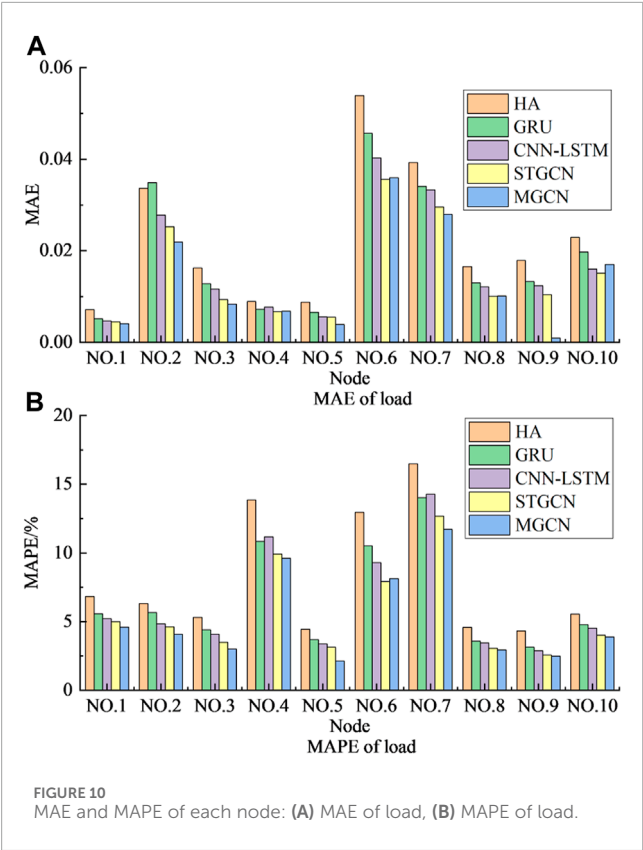 A
0.06
0.04
0.02
0.00
MAE
HA
GRU
CNN-LSTM
STGCN
MGCN
NO.1 NO.2 NO.3 NO.4 NO.5 NO.6 NO.7 NO.8 NO.9 NO.10
Node
MAE of load
B
20
15
10
5
0
MAPE/%
HA
GRU
CNN-LSTM
STGCN
MGCN
NO.1 NO.2 NO.3 NO.4 NO.5 NO.6 NO.7 NO.8 NO.9 NO.10
Node
MAPE of load
FIGURE 10
MAE and MAPE of each node: (A) MAE of load, (B) MAPE of load.